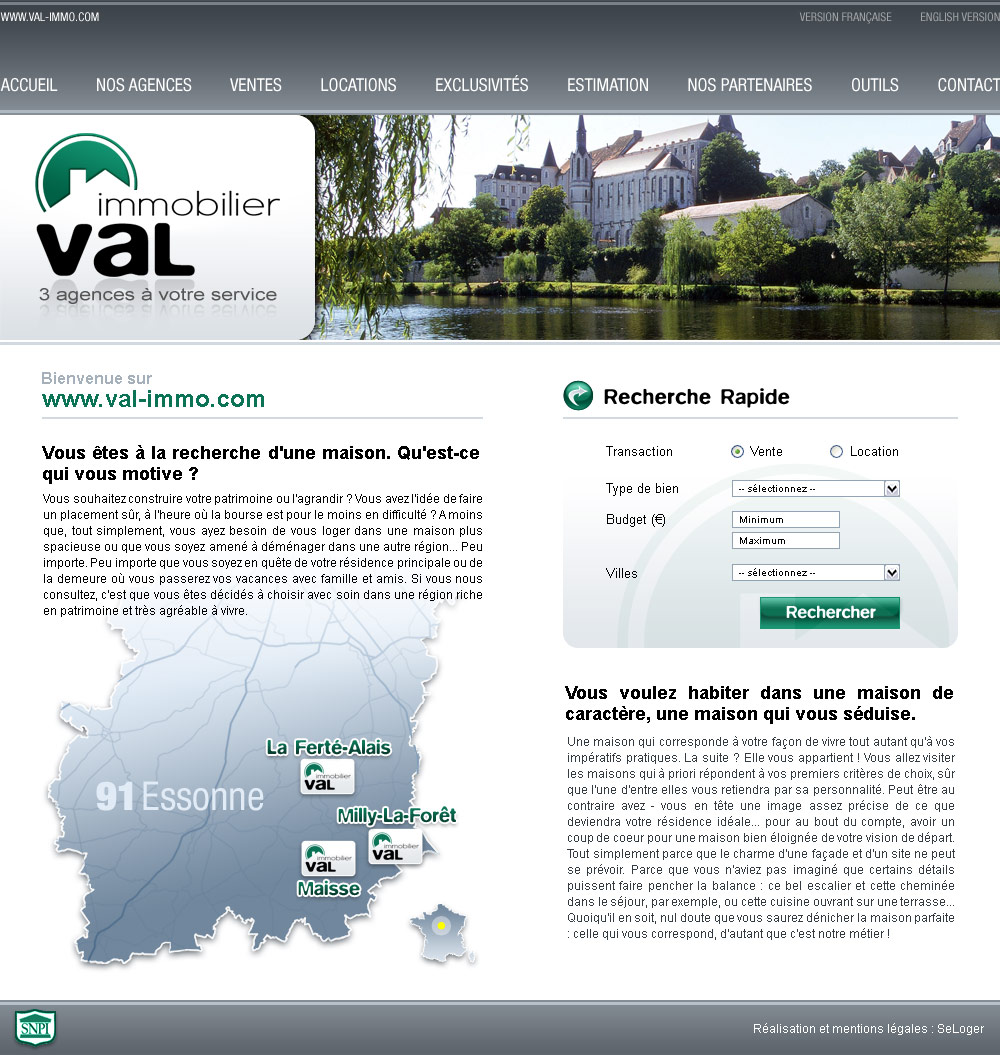 WWW.VAL-IMMO.COM
VERSION FRANÇAISE
ENGLISH VERSION
ACCUEIL NOS AGENCES VENTES LOCATIONS EXCLUSIVITÉS ESTIMATION NOS PARTENAIRES OUTILS CONTACT
immobilier
VAL
3 agences à votre service
Bienvenue sur
www.val-immo.com
Vous êtes à la recherche d'une maison. Qu'est-ce
qui vous motive ?
Vous souhaitez construire votre patrimoine ou l'agrandir ? Vous avez l'idée de faire
un placement sûr, à l'heure où la bourse est pour le moins en difficulté ? A moins
que, tout simplement, vous ayez besoin de vous loger dans une maison plus
spacieuse ou que vous soyez amené à déménager dans une autre région... Peu
importe. Peu importe que vous soyez en quête de votre résidence principale ou de
la demeure où vous passerez vos vacances avec famille et amis. Si vous nous
consultez, c'est que vous êtes décidés à choisir avec soin dans une région riche
en patrimoine et très agréable à vivre.
La Ferté-Alais
immobilier
VAL
91 Essonne
Milly-La-Forêt
immobilier
VAL
immobilier
VAL
Maisse
Recherche Rapide
Transaction Vente Location
Type de bien -- sélectionnez --
Budget (€) Minimum
Maximum
Villes -- sélectionnez --
Rechercher
Vous voulez habiter dans une maison de
caractère, une maison qui vous séduise.
Une maison qui corresponde à votre façon de vivre tout autant qu'à vos
impératifs pratiques. La suite ? Elle vous appartient ! Vous allez visiter
les maisons qui à priori répondent à vos premiers critères de choix, sûr
que l'une d'entre elles vous retiendra par sa personnalité. Peut être au
contraire avez - vous en tête une image assez précise de ce que
deviendra votre résidence idéale... pour au bout du compte, avoir un
coup de coeur pour une maison bien éloignée de votre vision de départ.
Tout simplement parce que le charme d'une façade et d'un site ne peut
se prévoir. Parce que vous n'aviez pas imaginé que certains détails
puissent faire pencher la balance : ce bel escalier et cette cheminée
dans le séjour, par exemple, ou cette cuisine ouvrant sur une terrasse...
Quoiqu'il en soit, nul doute que vous saurez dénicher la maison parfaite
: celle qui vous correspond, d'autant que c'est notre métier !
SNPI
Réalisation et mentions légales : SeLoger